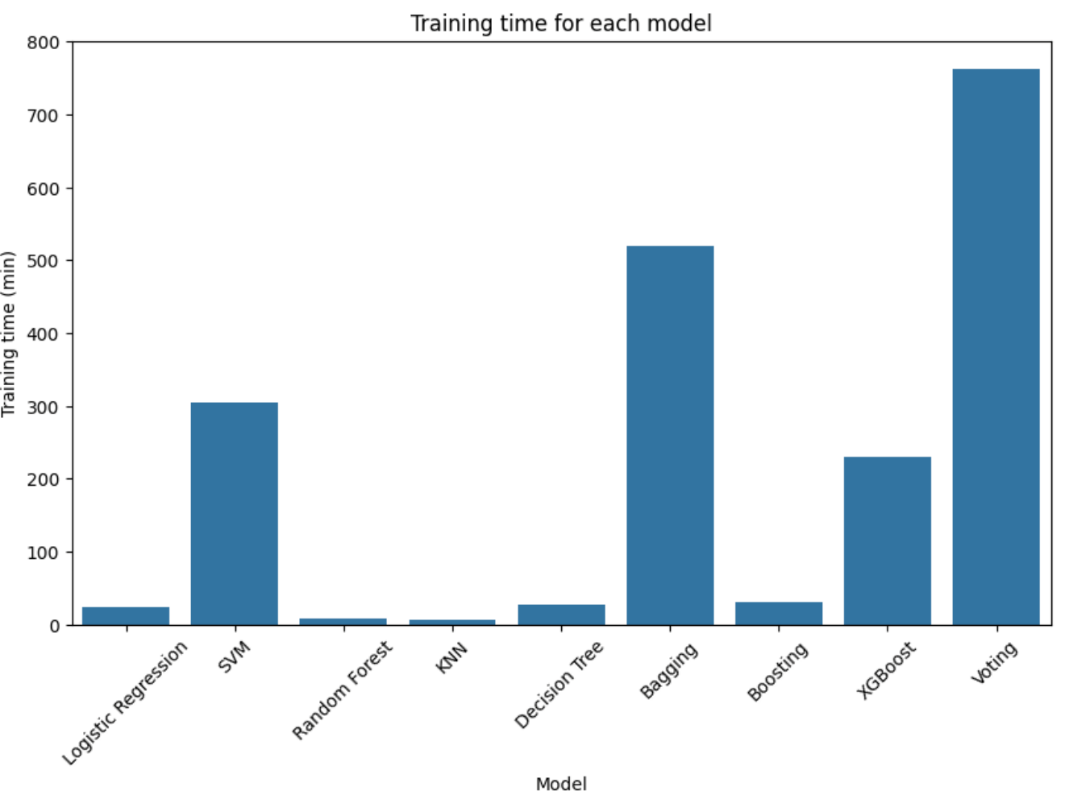 Training time for each model
800
700
600
500
400
300
200
100
0
Training time (min)
Logistic Regression
SVM
Random Forest
KNN
Decision Tree
Bagging
Boosting
XGBoost
Voting
Model